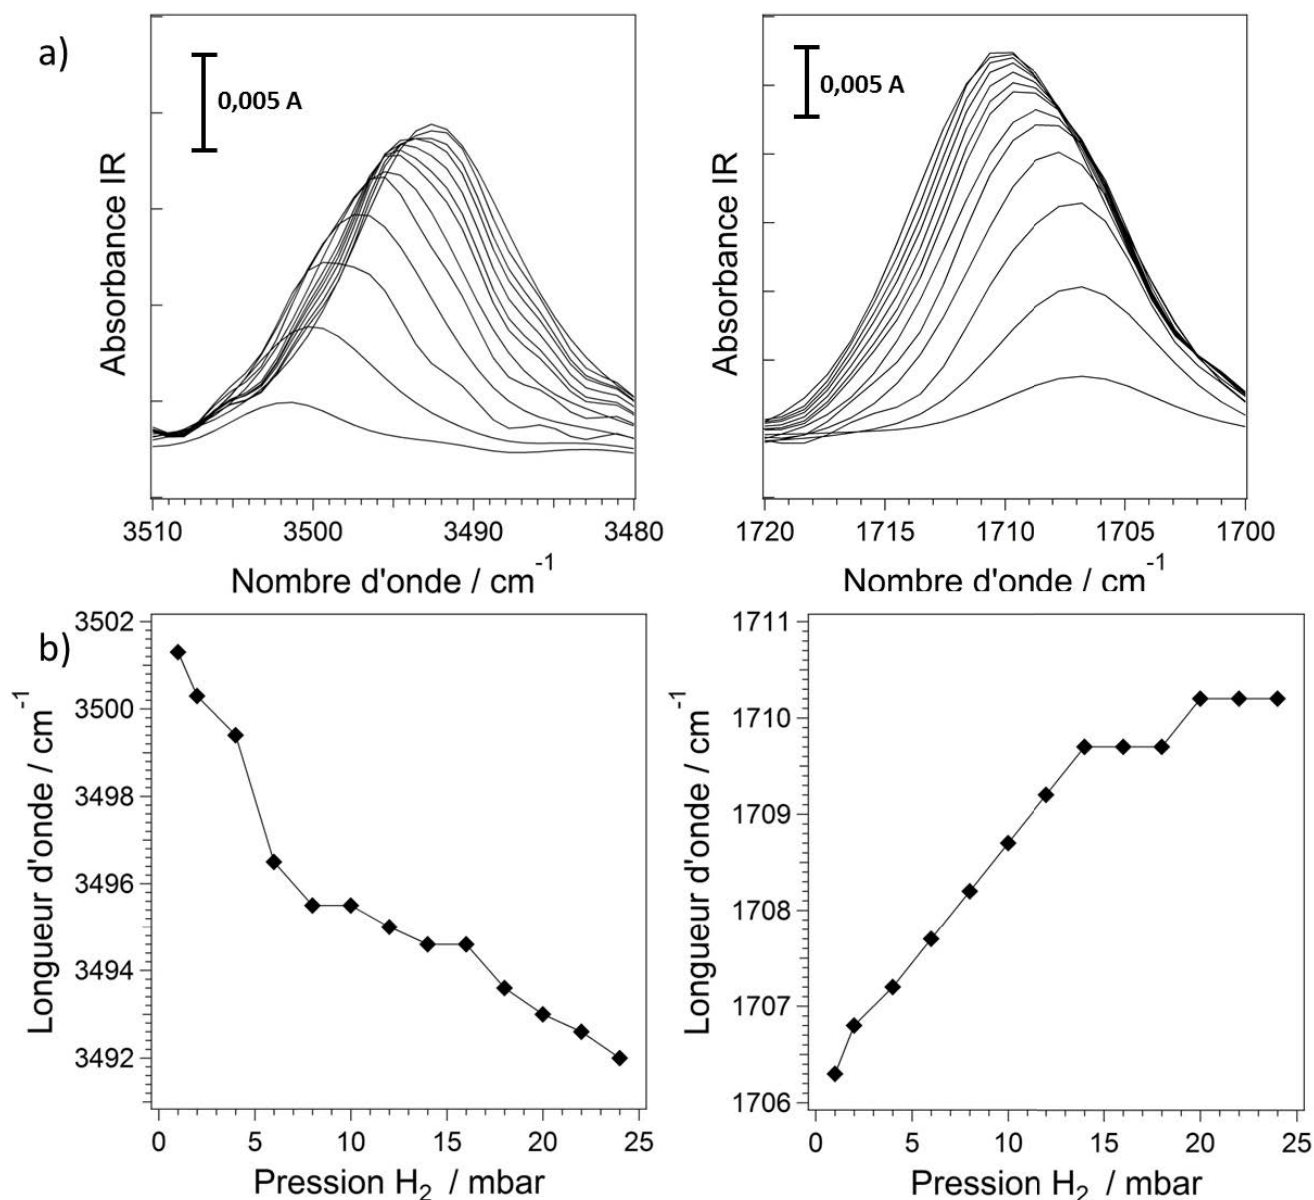 a)
0,005 A
Absorbance IR
3510 3500 3490 3480
Nombre d'onde / cm-1
0,005 A
Absorbance IR
1720 1715 1710 1705 1700
Nombre d'onde / cm-1
b)
3502
3500
3498
3496
3494
3492
Longueur d'onde / cm-1
0 5 10 15 20 25
Pression H2 / mbar
1711
1710
1709
1708
1707
1706
Longueur d'onde / cm-1
0 5 10 15 20 25
Pression H2 / mbar